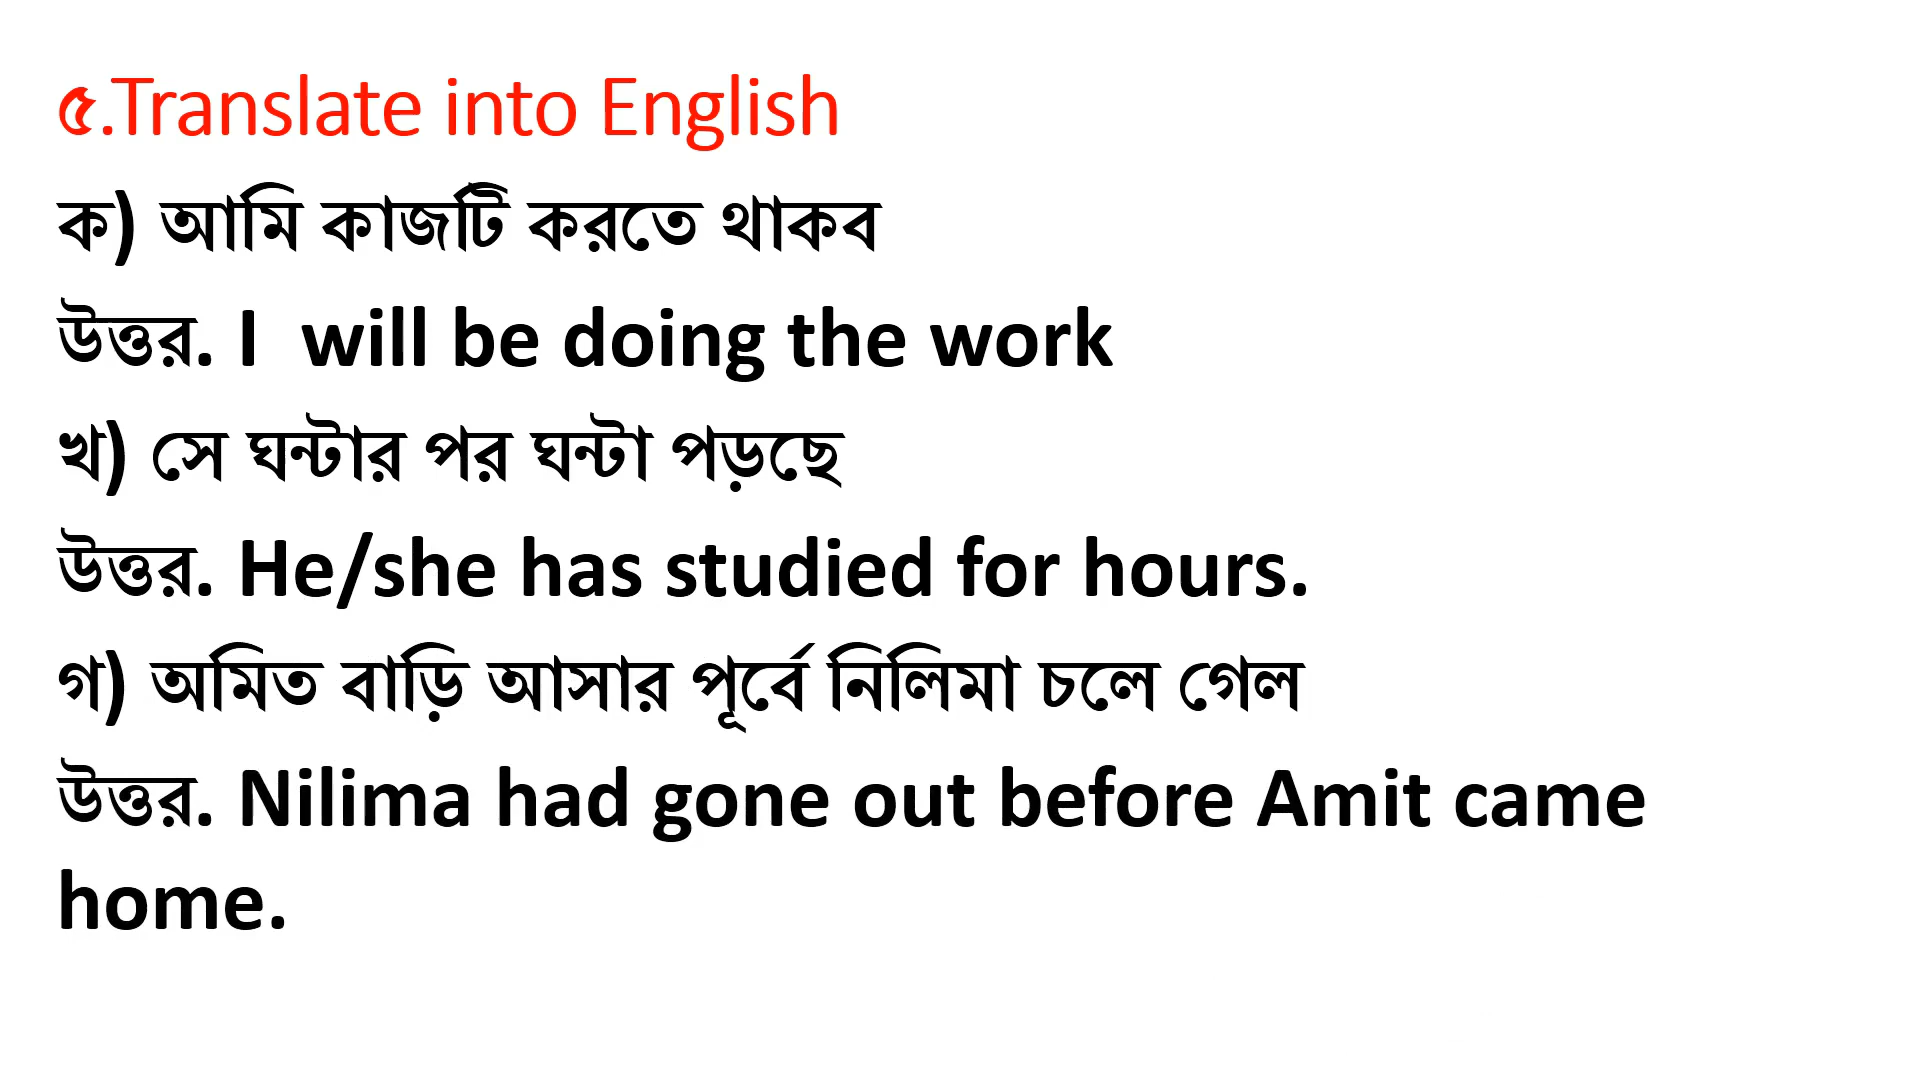 ৫.Translate into English
ক) আমি কাজটি করতে থাকব
উত্তর. I  will be doing the work
খ) সে ঘন্টার পর ঘন্টা পড়ছে
উত্তর. He/she has studied for hours.
গ) অমিত বাড়ি আসার পূর্বে নিলিমা চলে গেল
উত্তর. Nilima had gone out before Amit came
home.